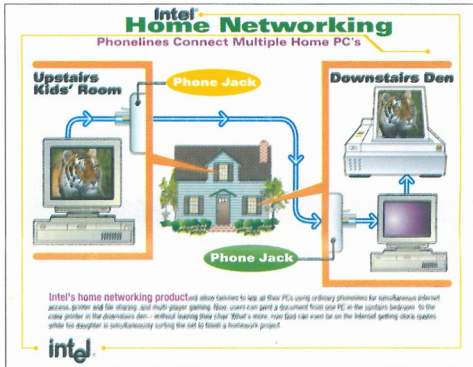 Intel
Home Networking
Phonelines Connect Multiple Home PC's
Upstairs
Kids' Room
Phone Jack
Downstairs Den
Phone Jack
Intel's home networking product will allow families to link all their PCs using ordinary phonelines for simultaneous Internet
access, printer and file sharing, and multi-player gaming. Now, users can print a document from one PC in the upstairs bedroom to the
color printer in the downstairs den - without leaving their chair. What's more, now Dad can even be on the Internet getting stock quotes
while his daughter is simultaneously surfing the net to finish a homework project.
intel